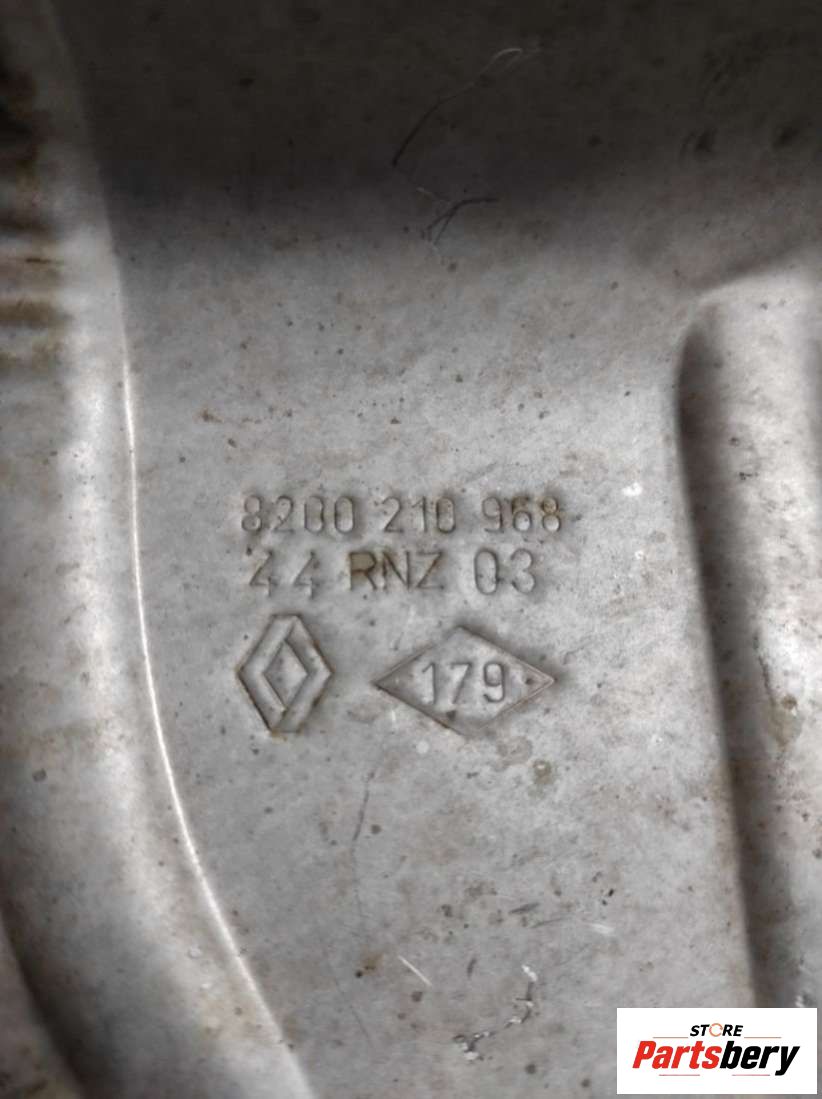 8200 210 968
44 RNZ 03
179
STORE
Partsbery